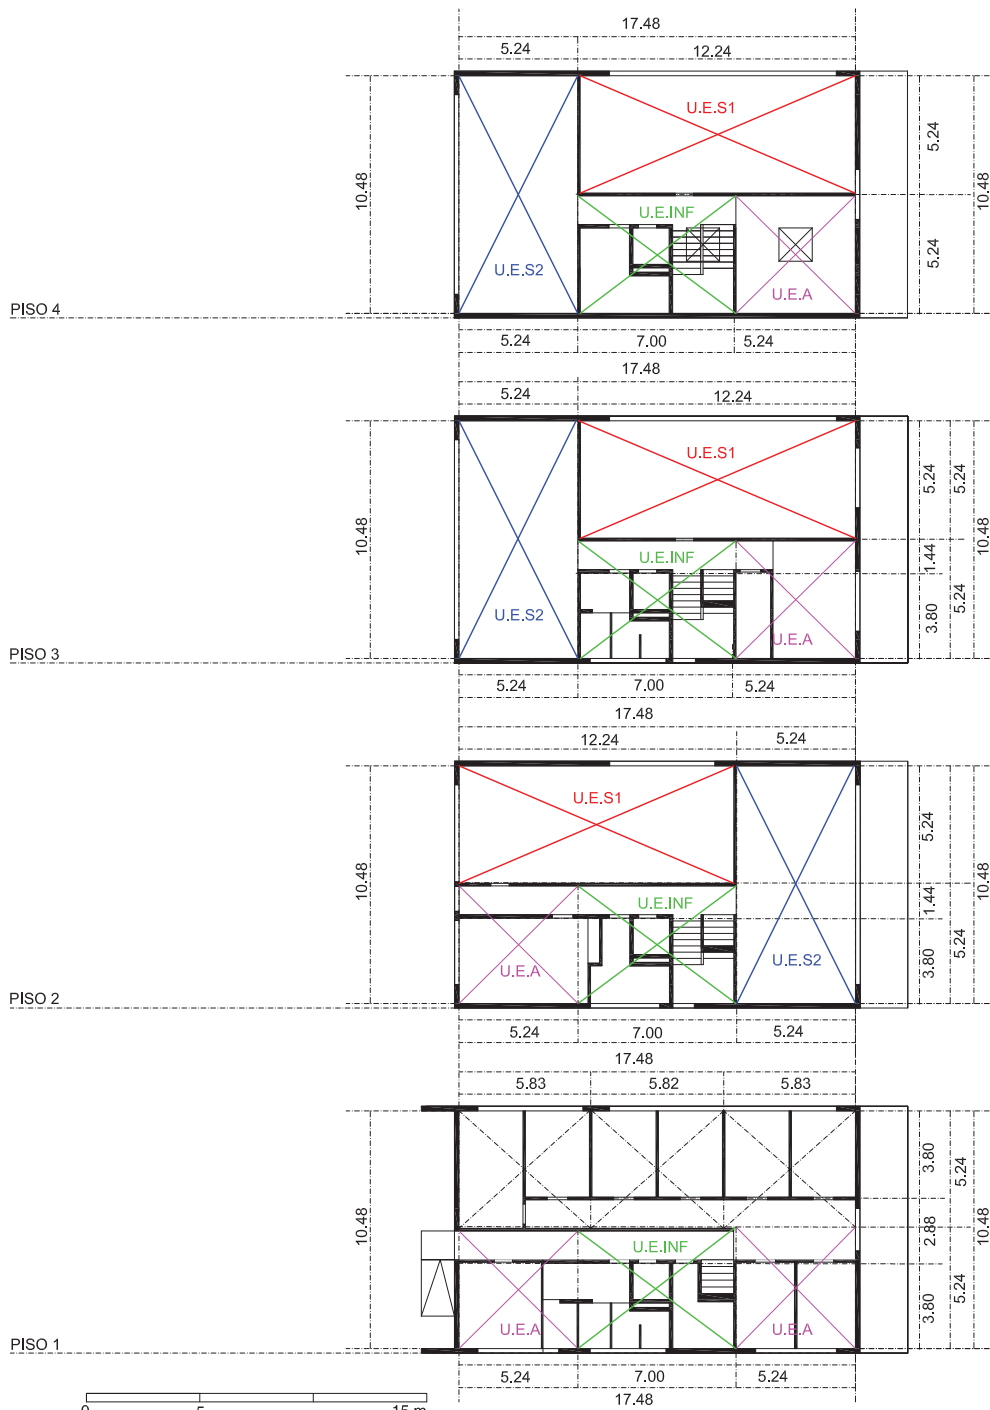 17.48
5.24 12.24
U.E.S1
5.24
10.48
10.48
U.E.INF
5.24
U.E.S2
U.E.A
PISO 4
5.24 7.00 5.24
17.48
5.24 12.24
U.E.S1
5.24
5.24
10.48
10.48
U.E.INF
1.44
U.E.S2
U.E.A
3.80
5.24
PISO 3
5.24 7.00 5.24
17.48
12.24 5.24
U.E.S1
5.24
10.48
10.48
U.E.INF
1.44
U.E.A
U.E.S2
3.80
5.24
PISO 2
5.24 7.00 5.24
17.48
5.83 5.82 5.83
3.80
5.24
10.48
10.48
2.88
U.E.INF
3.80
5.24
U.E.A
U.E.A
PISO 1
5.24 7.00 5.24
17.48
0 5 15 m